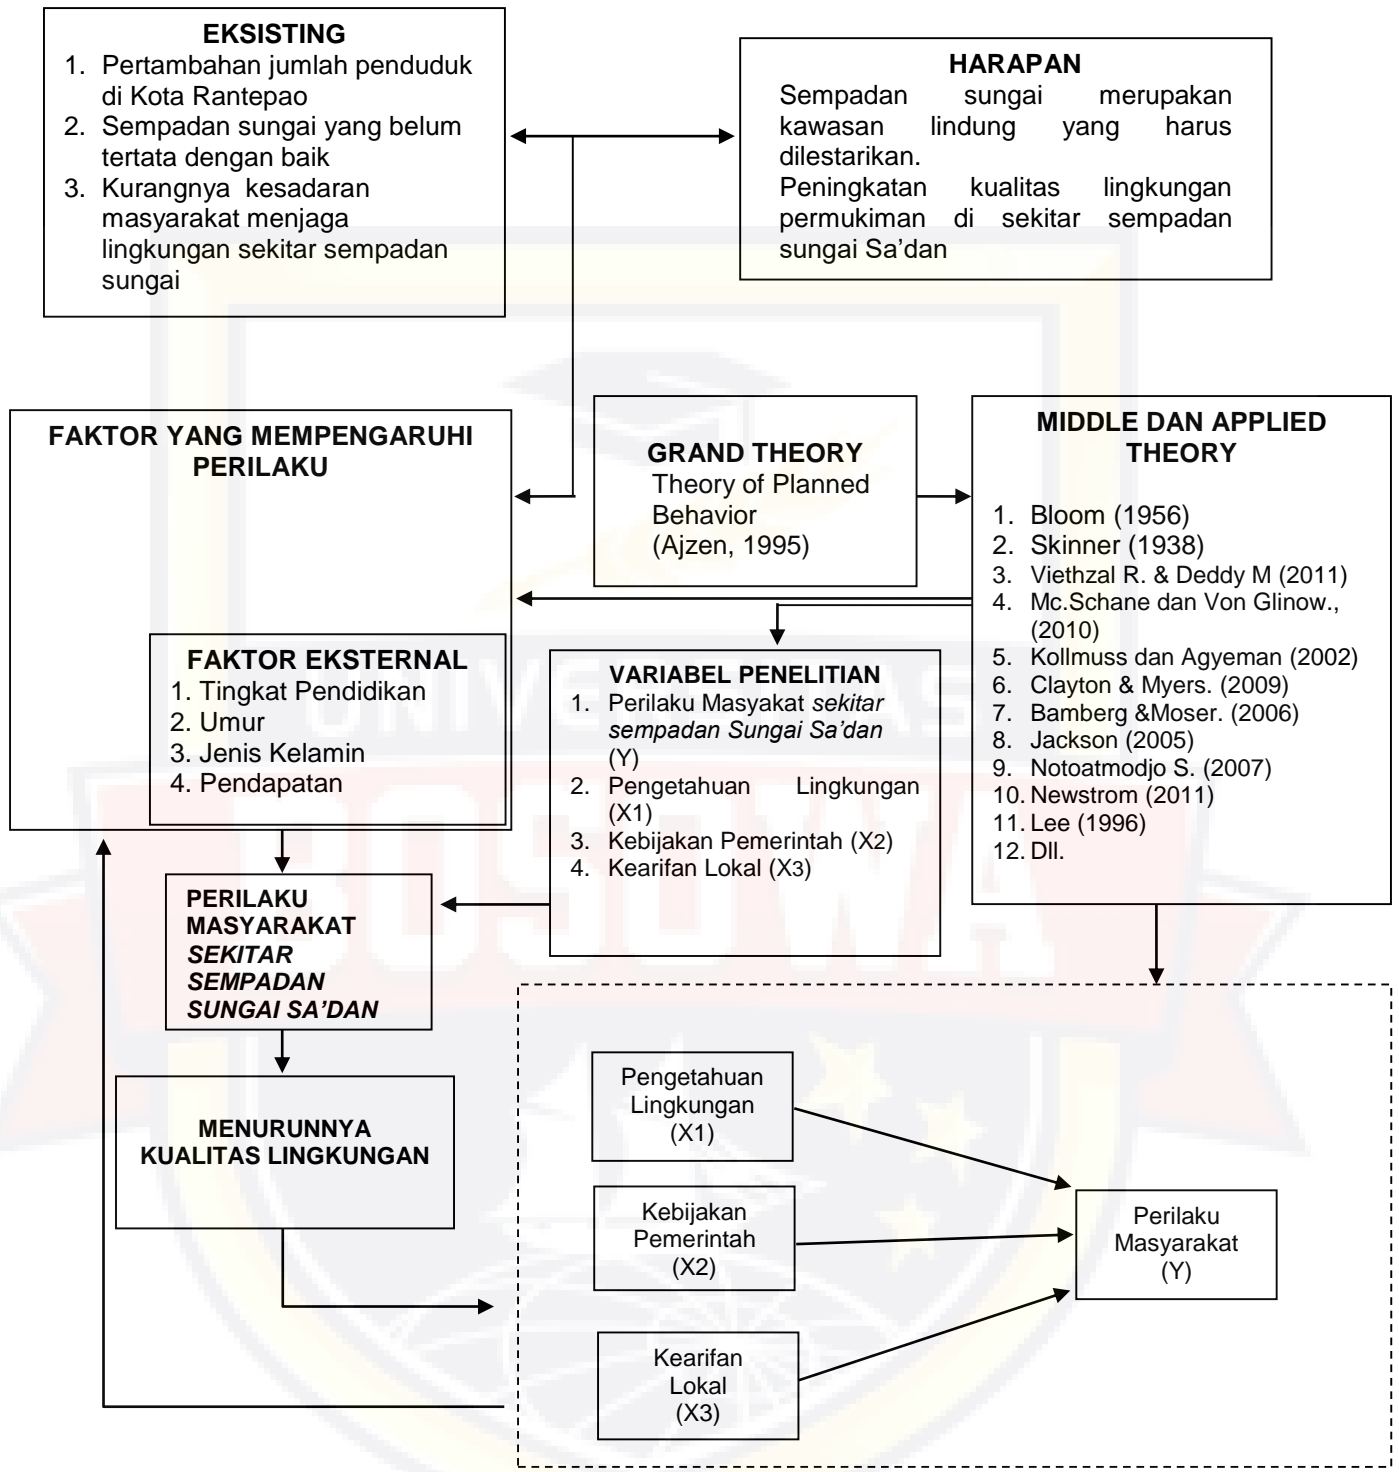 EKSISTING
1. Pertambahan jumlah penduduk
di Kota Rantepao
2. Sempadan sungai yang belum
tertata dengan baik
3. Kurangnya kesadaran
masyarakat menjaga
lingkungan sekitar sempadan
sungai
HARAPAN
Sempadan sungai merupakan
kawasan lindung yang harus
dilestarikan.
Peningkatan kualitas lingkungan
permukiman di sekitar sempadan
sungai Sa’dan
FAKTOR YANG MEMPENGARUHI
PERILAKU
GRAND THEORY
Theory of Planned
Behavior
(Ajzen, 1995)
MIDDLE DAN APPLIED
THEORY
1. Bloom (1956)
2. Skinner (1938)
3. Viethzal R. & Deddy M (2011)
4. Mc.Schane dan Von Glinow.,
(2010)
5. Kollmuss dan Agyeman (2002)
6. Clayton & Myers. (2009)
7. Bamberg &Moser. (2006)
8. Jackson (2005)
9. Notoatmodjo S. (2007)
10. Newstrom (2011)
11. Lee (1996)
12. Dll.
FAKTOR EKSTERNAL
1. Tingkat Pendidikan
2. Umur
3. Jenis Kelamin
4. Pendapatan
VARIABEL PENELITIAN
1. Perilaku Masyakat sekitar
sempadan Sungai Sa’dan
(Y)
2. Pengetahuan Lingkungan
(X1)
3. Kebijakan Pemerintah (X2)
4. Kearifan Lokal (X3)
PERILAKU
MASYARAKAT
SEKITAR
SEMPADAN
SUNGAI SA’DAN
MENURUNNYA
KUALITAS LINGKUNGAN
Pengetahuan
Lingkungan
(X1)
Kebijakan
Pemerintah
(X2)
Kearifan
Lokal
(X3)
Perilaku
Masyarakat
(Y)
UNIVERSITAS
BOSOWA